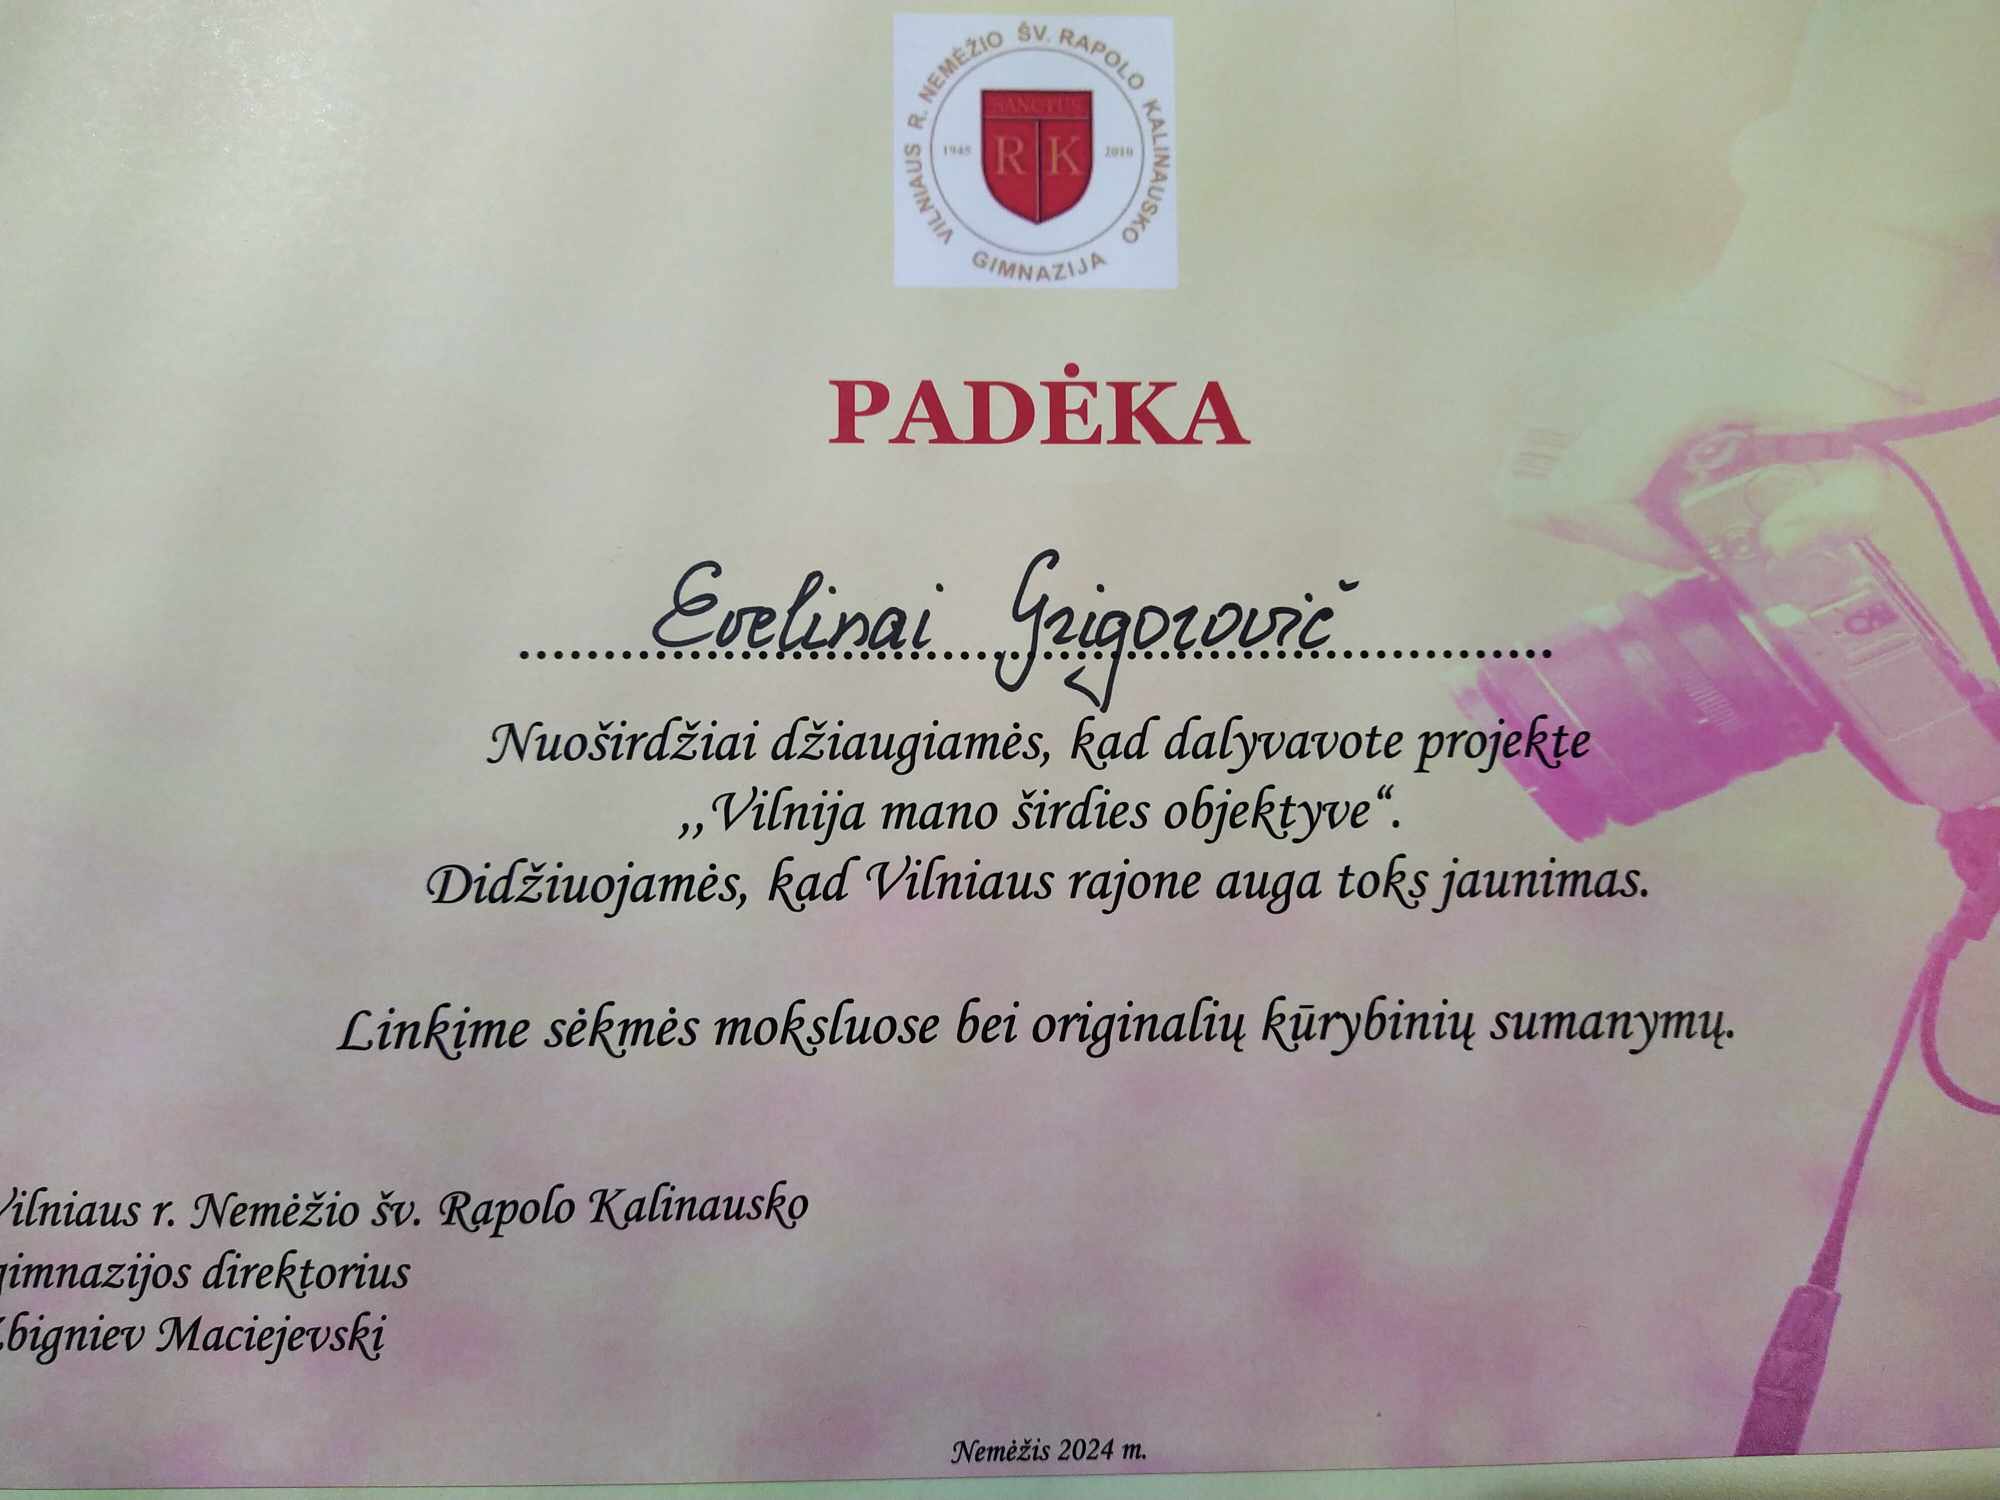 VILNIAUS R. NEMĖŽIO ŠV. RAPOLO KALINAUSKO
GIMNAZIJA
SANCTUS
1945 R K 2010
PADĖKA
Evelinai Grigorovič
Nuoširdžiai džiaugiamės, kad dalyvavote projekte
,,Vilnija mano širdies objektyve“.
Didžiuojamės, kad Vilniaus rajone auga toks jaunimas.
Linkime sėkmės moksluose bei originalių kūrybinių sumanymų.
Vilniaus r. Nemėžio šv. Rapolo Kalinausko
gimnazijos direktorius
Zbigniev Maciejevski
Nemėžis 2024 m.